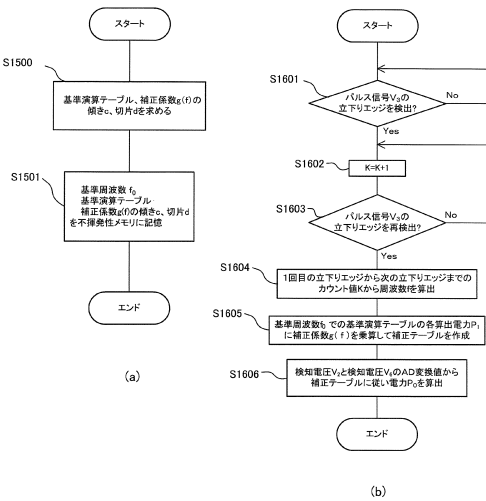 スタート
S1500
基準演算テーブル、補正係数g(f)の
傾きc、切片dを求める
S1501
基準周波数f0
基準演算テーブル
補正係数g(f)の傾きc、切片d
を不揮発性メモリに記憶
エンド
(a)
スタート
S1601
パルス信号V3の
立下りエッジを検出?
No
Yes
S1602
K=K+1
S1603
パルス信号V3の
立下りエッジを再検出?
No
Yes
S1604
1回目の立下りエッジから次の立下りエッジまでの
カウント値Kから周波数fを算出
S1605
基準周波数f0 での基準演算テーブルの各算出電力P1
に補正係数g(f)を乗算して補正テーブルを作成
S1606
検知電圧V2と検知電圧V4のAD変換値から
補正テーブルに従い電力P0を算出
エンド
(b)